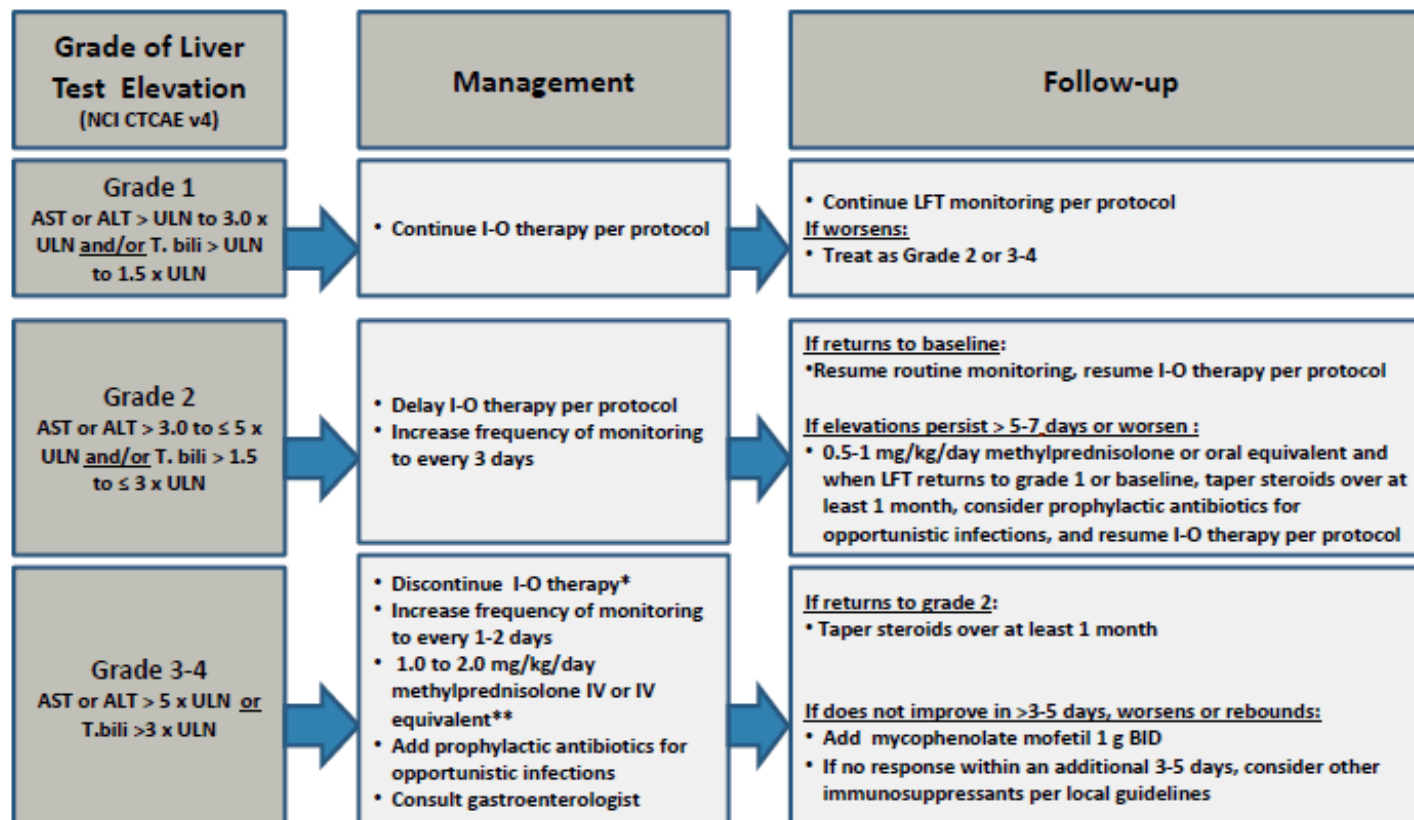 Grade of Liver
Test Elevation
(NCI CTCAE v4)
Management
Follow-up
Grade 1
AST or ALT > ULN to 3.0 x
ULN and/or T. bili > ULN
to 1.5 x ULN
• Continue I-O therapy per protocol
• Continue LFT monitoring per protocol
If worsens:
• Treat as Grade 2 or 3-4
Grade 2
AST or ALT > 3.0 to ≤ 5 x
ULN and/or T. bili > 1.5
to ≤ 3 x ULN
• Delay I-O therapy per protocol
• Increase frequency of monitoring
to every 3 days
If returns to baseline:
•Resume routine monitoring, resume I-O therapy per protocol
If elevations persist > 5-7 days or worsen :
• 0.5-1 mg/kg/day methylprednisolone or oral equivalent and
when LFT returns to grade 1 or baseline, taper steroids over at
least 1 month, consider prophylactic antibiotics for
opportunistic infections, and resume I-O therapy per protocol
Grade 3-4
AST or ALT > 5 x ULN or
T.bili >3 x ULN
• Discontinue I-O therapy*
• Increase frequency of monitoring
to every 1-2 days
• 1.0 to 2.0 mg/kg/day
methylprednisolone IV or IV
equivalent**
• Add prophylactic antibiotics for
opportunistic infections
• Consult gastroenterologist
If returns to grade 2:
• Taper steroids over at least 1 month
If does not improve in >3-5 days, worsens or rebounds:
• Add mycophenolate mofetil 1 g BID
• If no response within an additional 3-5 days, consider other
immunosuppressants per local guidelines